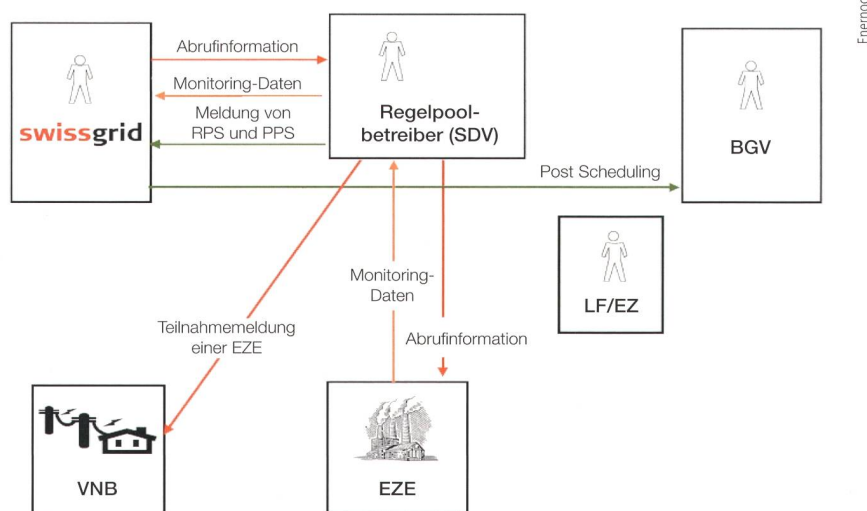 Abrufinformation
Monitoring-Daten
Meldung von
RPS und PPS
swissgrid
Regelpool-
betreiber (SDV)
BGV
Post Scheduling
LF/EZ
Monitoring-
Daten
Teilnahmemeldung
einer EZE
Abrufinformation
VNB
EZE